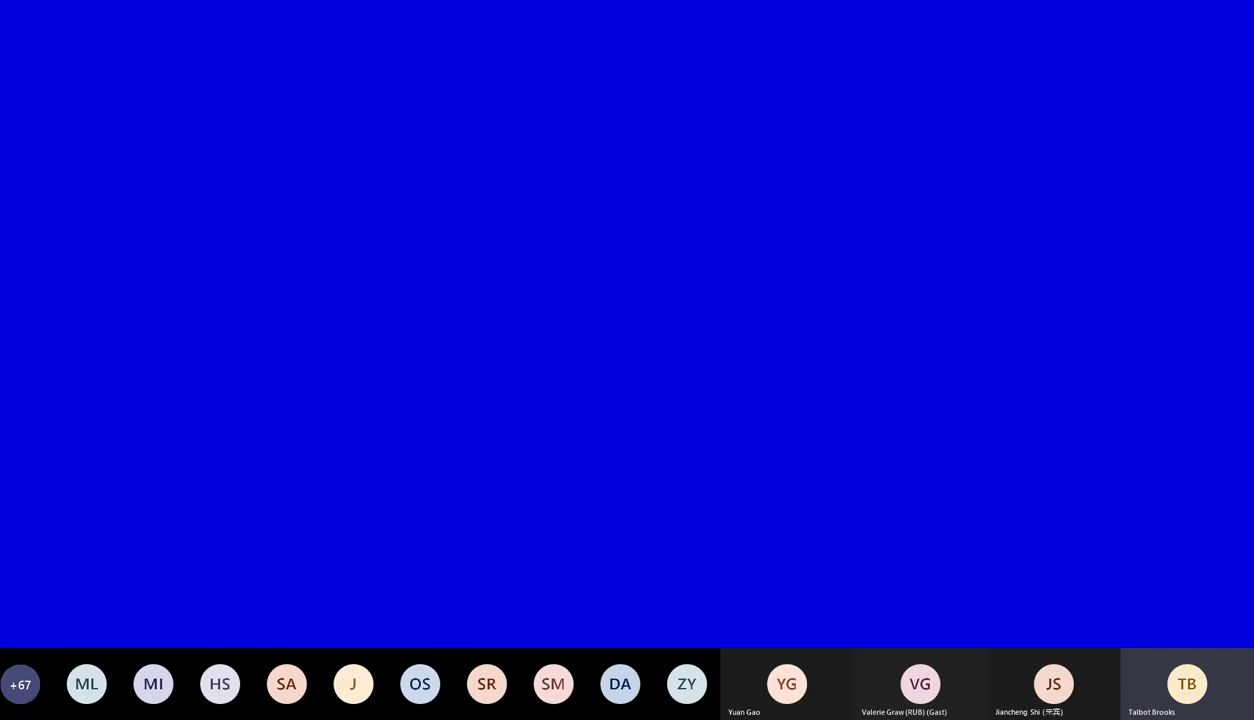 +67 ML MI HS SA J OS SR SM DA ZY YG VG JS TB
Yuan Gao Valerie Graw (RUB) (Gast) Jiancheng Shi Talbot Brooks